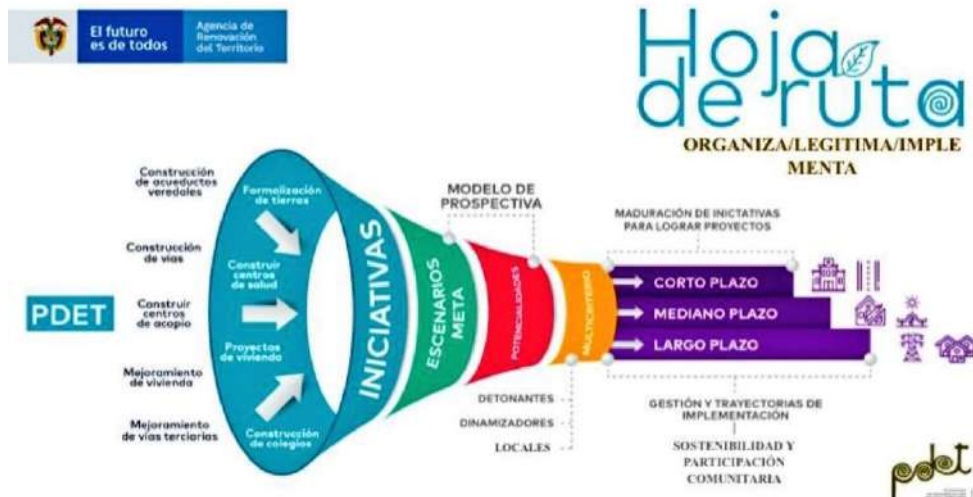 El futuro
es de todos
Agencia de
Renovación
del Territorio
Hoja
de ruta
ORGANIZA/LEGITIMA/IMPLE
MENTA
PDET
Construcción
de acueductos
veredales
Construcción
de vías
Construir
centros
de acopio
Mejoramiento
de vivienda
Mejoramiento
de vías terciarias
Formalización
de tierras
Construir
centros
de salud
Proyectos
de vivienda
Construcción
de colegios
INICIATIVAS
MODELO DE
PROSPECTIVA
ESCENARIOS
META
POTENCIALIDADES
MULTICRITERIO
DETONANTES
DINAMIZADORES
LOCALES
MADURACIÓN DE INICTATIVAS
PARA LOGRAR PROYECTOS
CORTO PLAZO
MEDIANO PLAZO
LARGO PLAZO
GESTIÓN Y TRAYECTORIAS DE
IMPLEMENTACIÓN
SOSTENIBILIDAD Y
PARTICIPACIÓN
COMUNITARIA
pdet